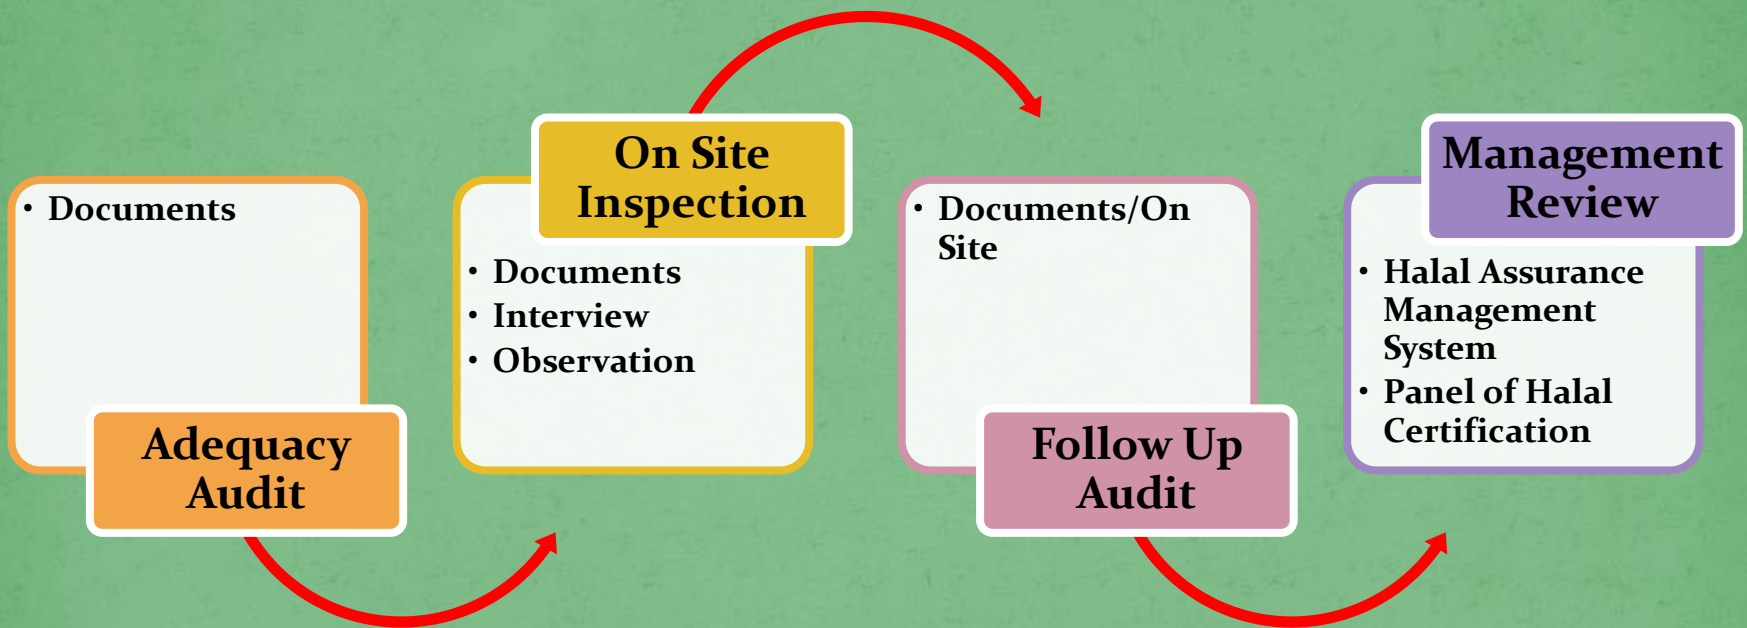 • Documents
Adequacy
Audit
On Site
Inspection
• Documents
• Interview
• Observation
• Documents/On
Site
Follow Up
Audit
Management
Review
• Halal Assurance
Management
System
• Panel of Halal
Certification